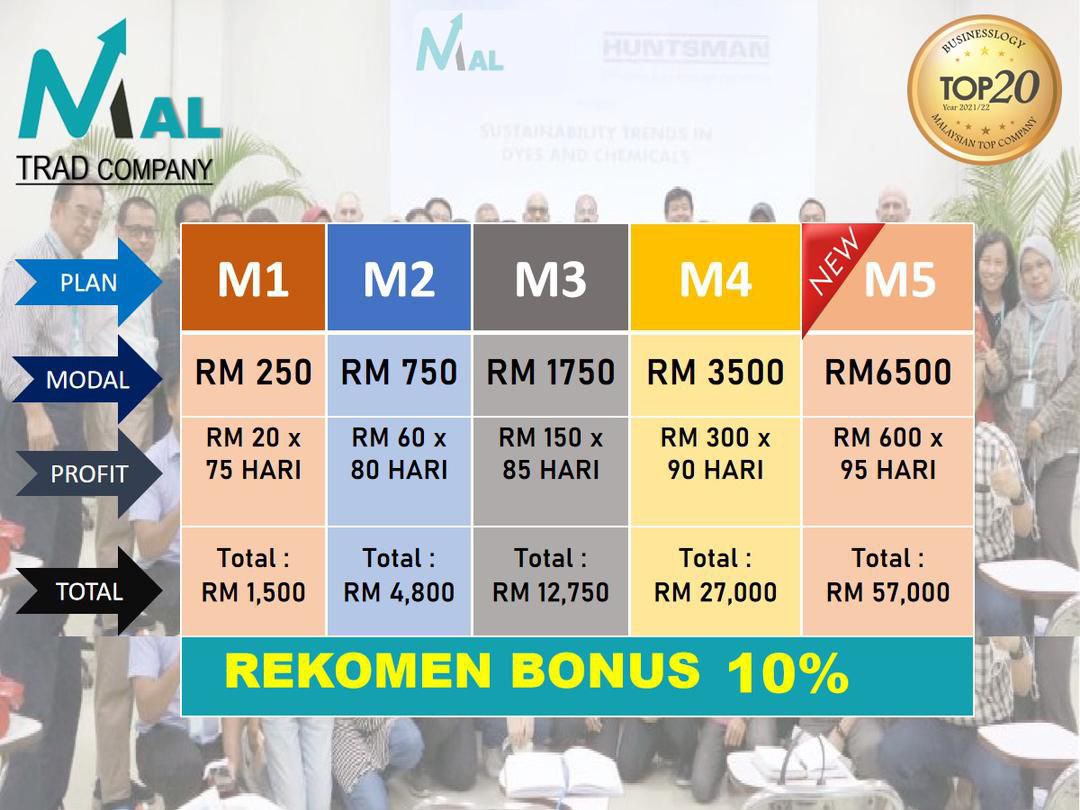 MAL
TRAD COMPANY
MAL
HUNTSMAN
SUSTAINABILITY TRENDS IN
DYES AND CHEMICALS
BUSINESSLOGY
TOP20
Year 2021/22
MALAYSIAN TOP COMPANY
PLAN
M1
M2
M3
M4
NEW
M5
MODAL
RM 250
RM 750
RM 1750
RM 3500
RM6500
PROFIT
RM 20 x
75 HARI
RM 60 x
80 HARI
RM 150 x
85 HARI
RM 300 x
90 HARI
RM 600 x
95 HARI
TOTAL
Total :
RM 1,500
Total :
RM 4,800
Total :
RM 12,750
Total :
RM 27,000
Total :
RM 57,000
REKOMEN BONUS 10%